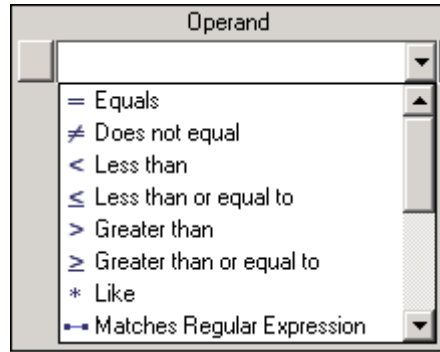 Operand
= Equals
≠ Does not equal
< Less than
≤ Less than or equal to
> Greater than
≥ Greater than or equal to
* Like
Matches Regular Expression